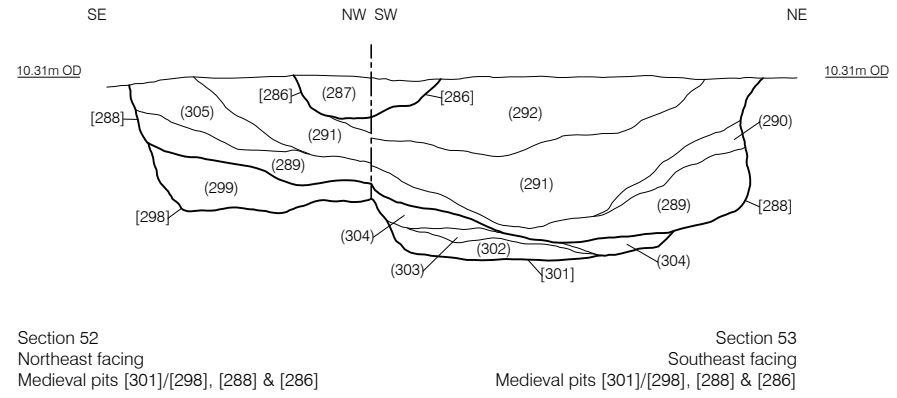 SE NW SW NE
10.31m OD 10.31m OD
[286] (287) [286]
[288] (305) (292) (290)
(291)
(289)
(299) (291) (289) [288]
[298]
(304) (302) (304)
(303) [301]
Section 52
Northeast facing
Medieval pits [301]/[298], [288] & [286]
Section 53
Southeast facing
Medieval pits [301]/[298], [288] & [286]